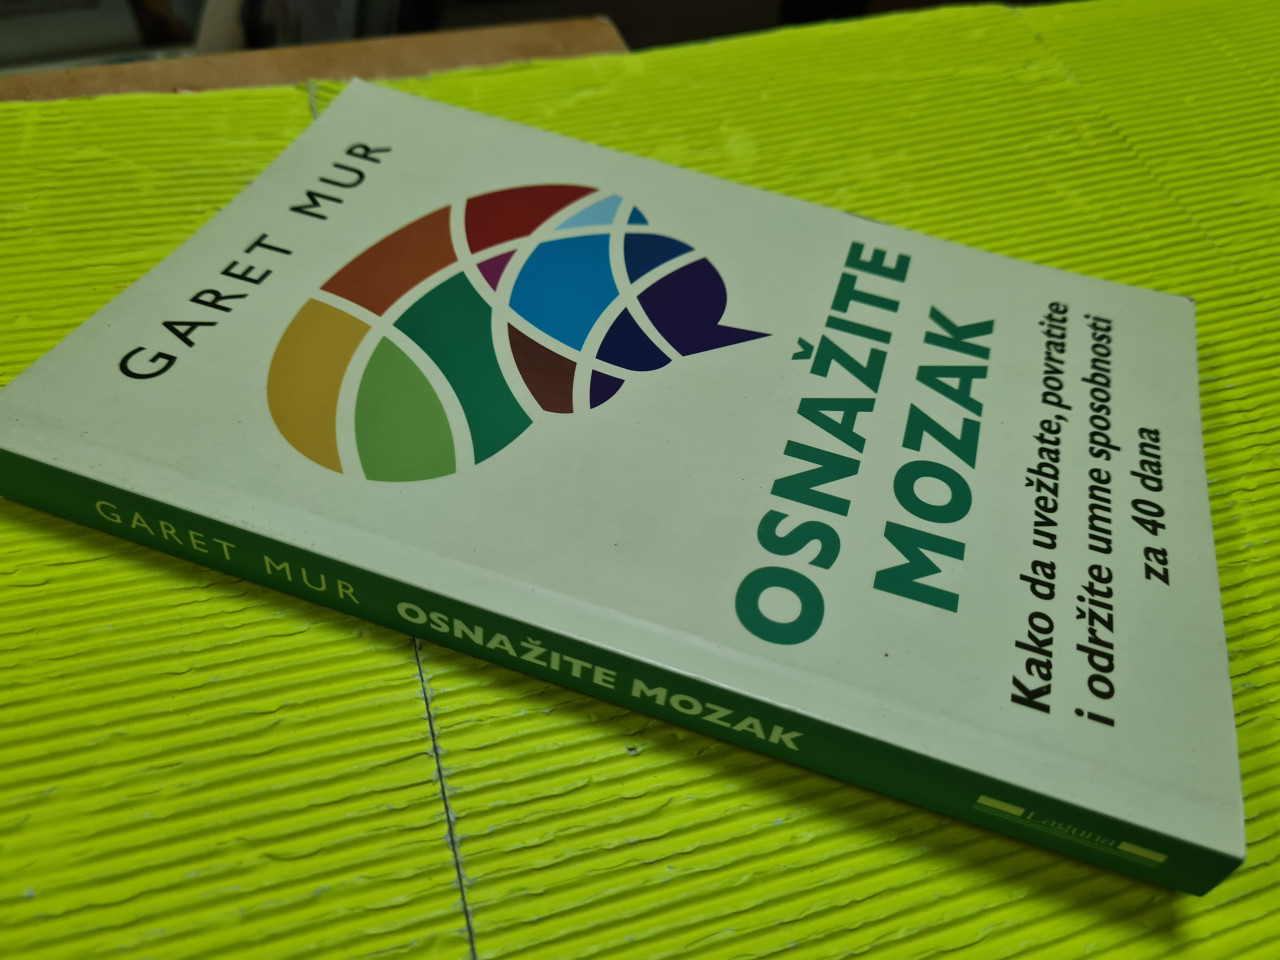 GARET MUR
OSNAŽITE
MOZAK
Kako da uvežbate, povratite
i održite umne sposobnosti
za 40 dana
GARET MUR OSNAŽITE MOZAK
Laguna